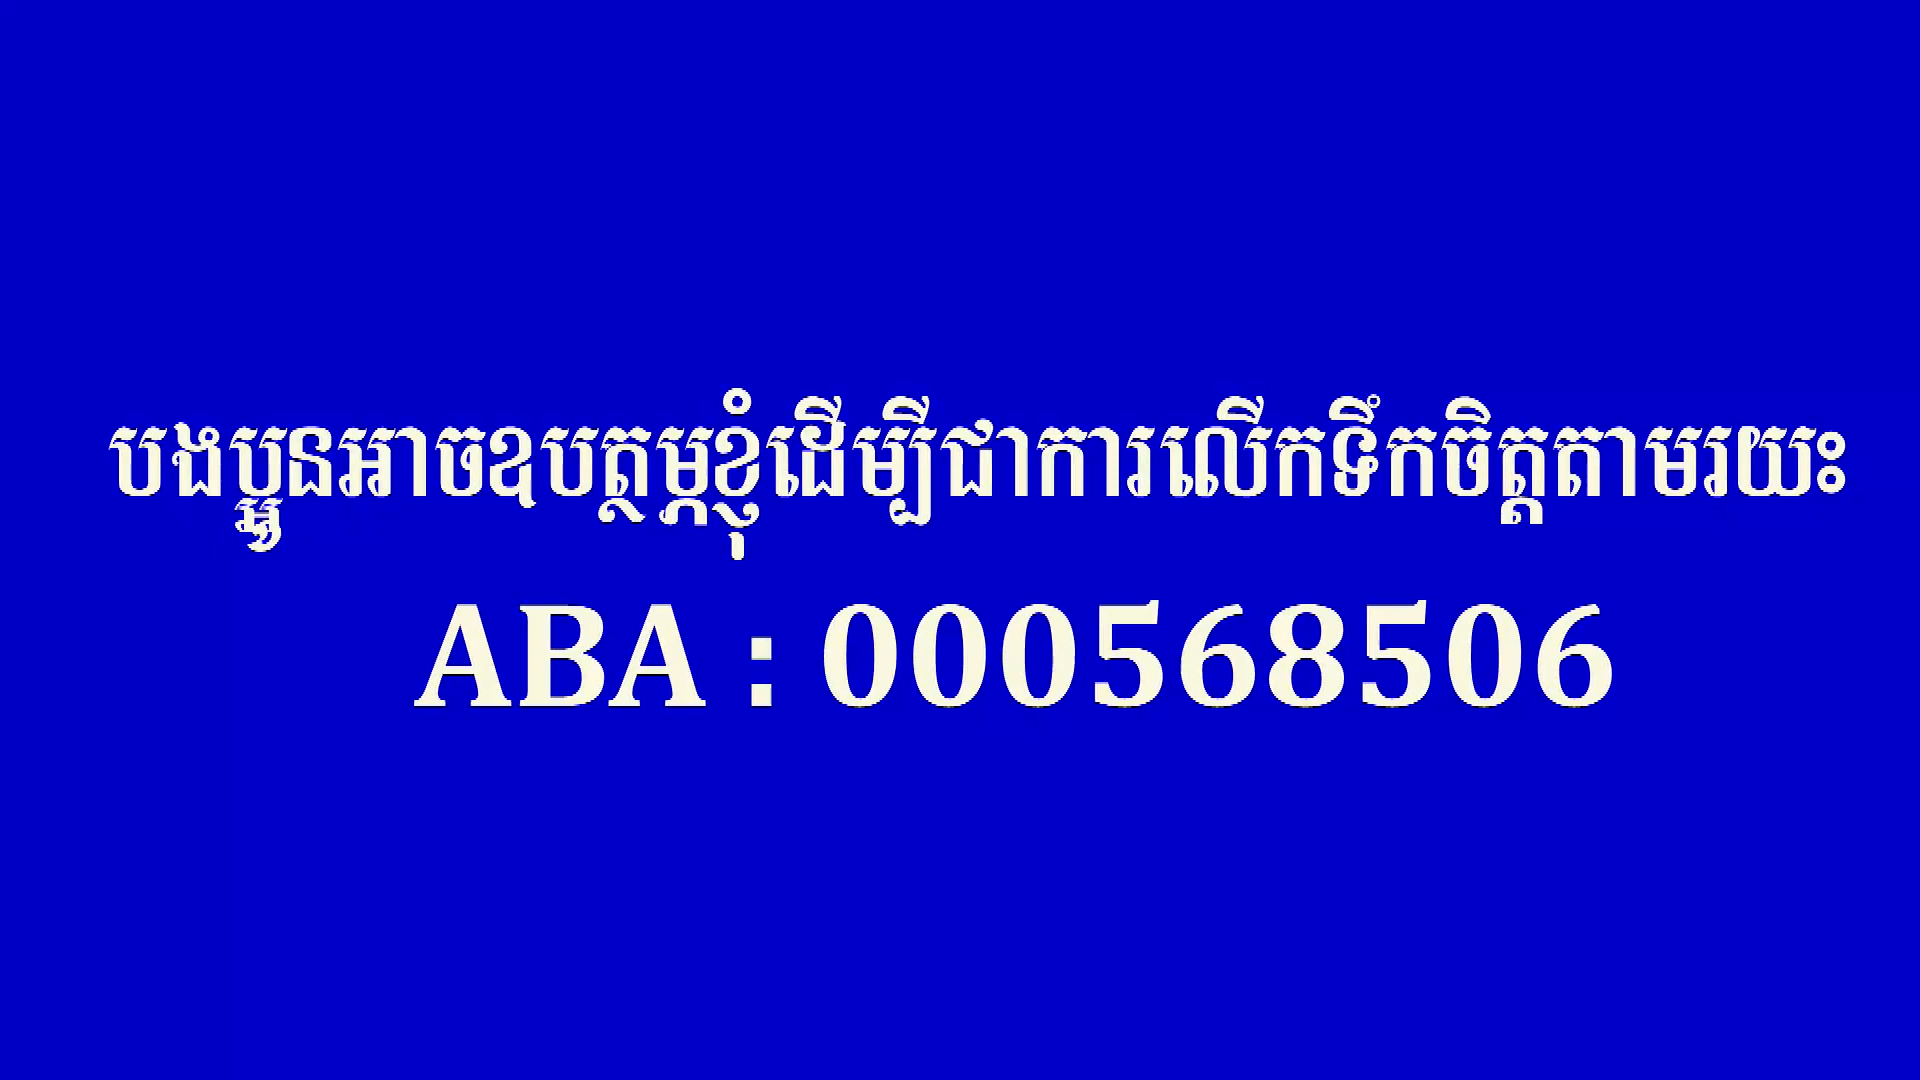 បងប្អូនអាចឧបត្ថម្ភខ្ញុំដើម្បីជាការលើកទឹកចិត្តតាមរយះ
ABA : 000568506